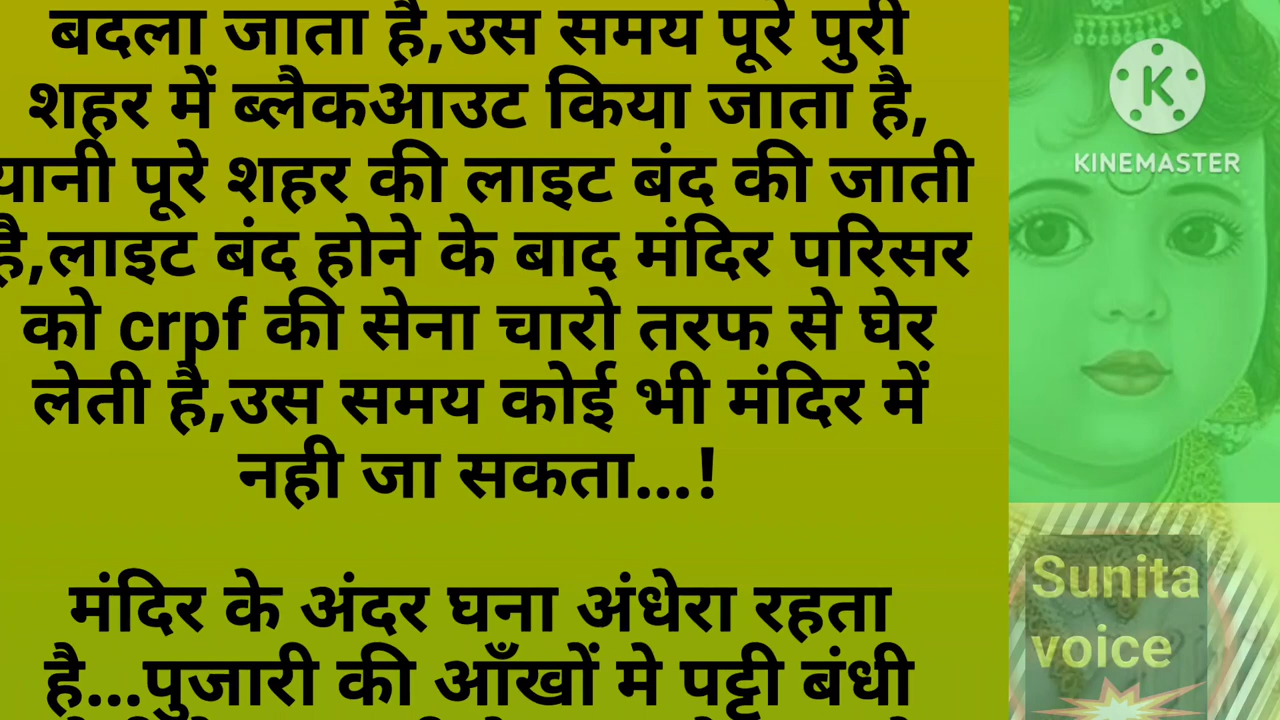 बदला जाता है,उस समय पूरे पुरी
शहर में ब्लैकआउट किया जाता है,
यानी पूरे शहर की लाइट बंद की जाती
है,लाइट बंद होने के बाद मंदिर परिसर
को crpf की सेना चारो तरफ से घेर
लेती है,उस समय कोई भी मंदिर में
नही जा सकता...!
मंदिर के अंदर घना अंधेरा रहता
है...पुजारी की आँखों मे पट्टी बंधी
K
KINEMASTER
Sunita
voice